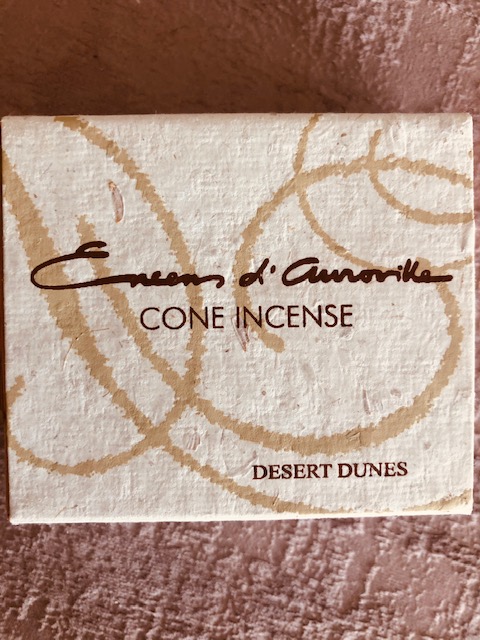 Encens d'Auroville
CONE INCENSE
DESERT DUNES